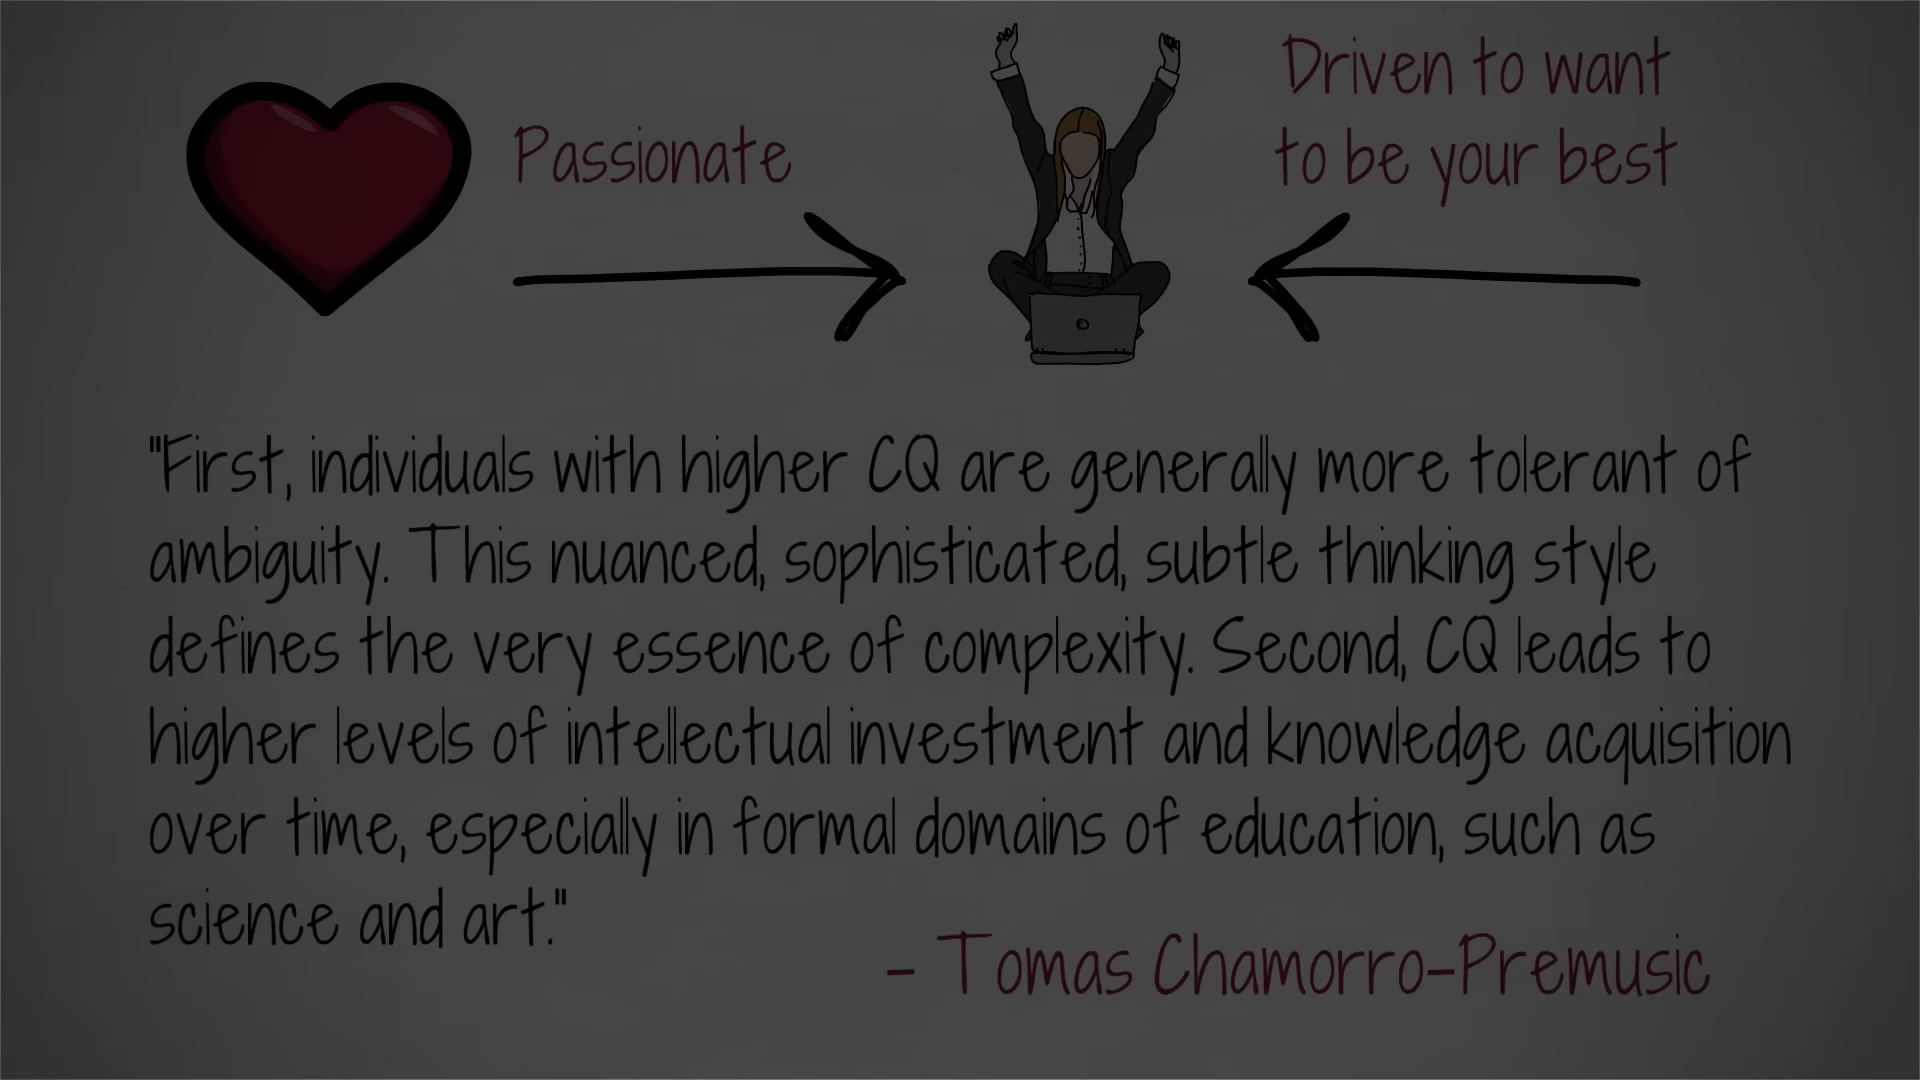 Passionate
Driven to want
to be your best
"First, individuals with higher CQ are generally more tolerant of
ambiguity. This nuanced, sophisticated, subtle thinking style
defines the very essence of complexity. Second, CQ leads to
higher levels of intellectual investment and knowledge acquisition
over time, especially in formal domains of education, such as
science and art."
- Tomas Chamorro-Premusic